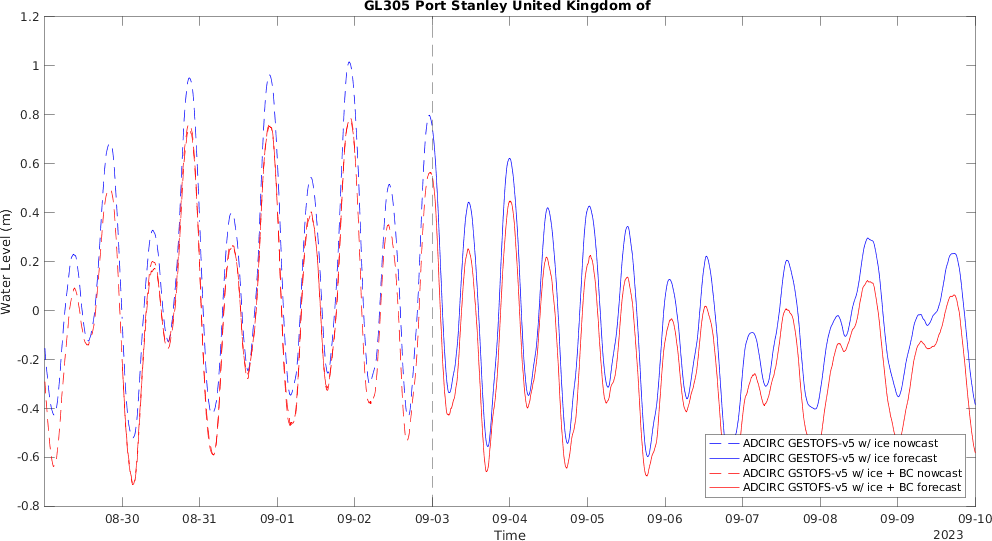 GL305 Port Stanley United Kingdom of
Water Level (m)
1.2
1
0.8
0.6
0.4
0.2
0
-0.2
-0.4
-0.6
-0.8
ADCIRC GESTOFS-v5 w/ ice nowcast
ADCIRC GESTOFS-v5 w/ ice forecast
ADCIRC GSTOFS-v5 w/ ice + BC nowcast
ADCIRC GSTOFS-v5 w/ ice + BC forecast
08-30 08-31 09-01 09-02 09-03 09-04 09-05 09-06 09-07 09-08 09-09 09-10
Time
2023